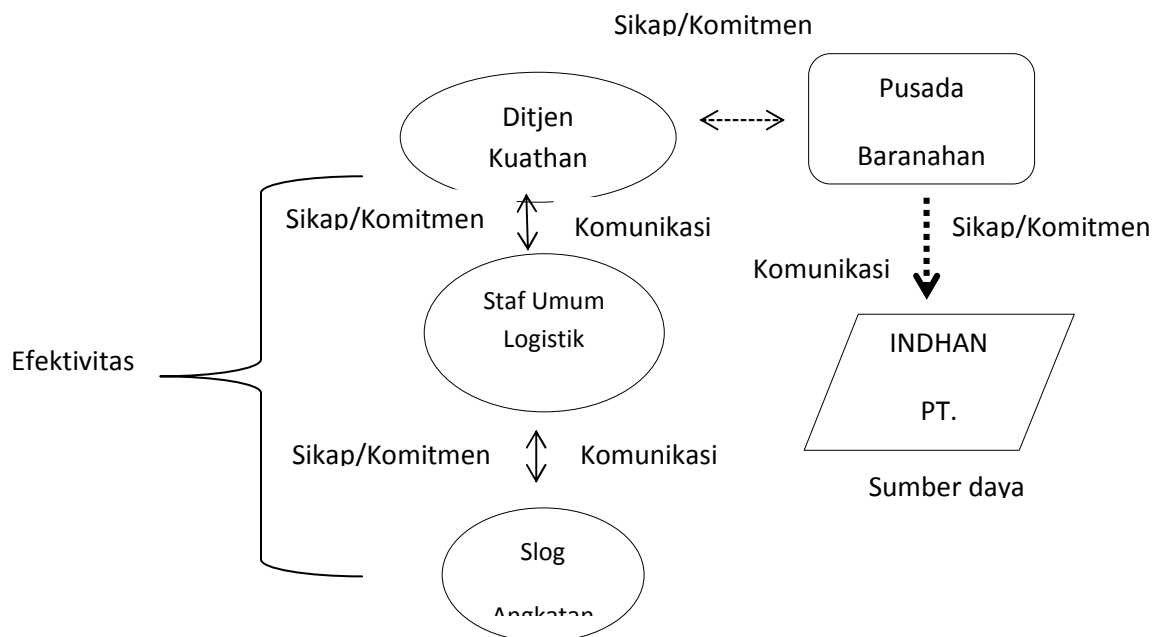 Sikap/Komitmen
Pusada
Baranahan
Ditjen
Kuathan
Sikap/Komitmen
Komunikasi
Sikap/Komitmen
Komunikasi
Staf Umum
Logistik
INDHAN
PT.
Efektivitas
Sikap/Komitmen
Komunikasi
Sumber daya
Slog
Angkatan